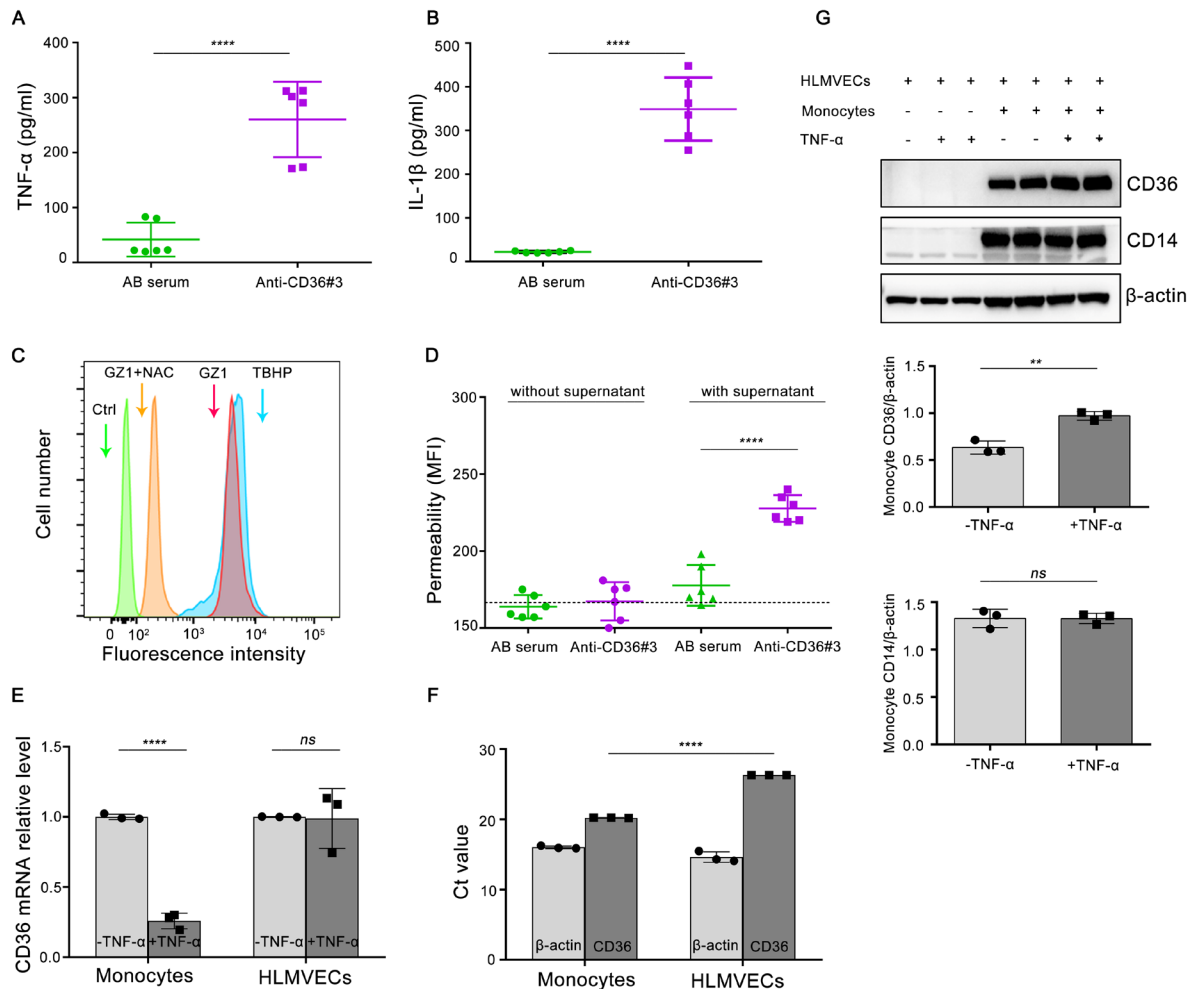 A
TNF-α (pg/ml)
400
300
200
100
0
****
AB serum
Anti-CD36#3
B
IL-1β (pg/ml)
500
400
300
200
100
0
****
AB serum
Anti-CD36#3
C
Cell number
Ctrl
GZ1+NAC
GZ1
TBHP
0
10²
10³
10⁴
10⁵
Fluorescence intensity
D
Permeability (MFI)
300
250
200
150
without supernatant
with supernatant
****
AB serum
Anti-CD36#3
AB serum
Anti-CD36#3
E
CD36 mRNA relative level
1.5
1.0
0.5
0.0
****
ns
-TNF-α
+TNF-α
-TNF-α
+TNF-α
Monocytes
HLMVECs
F
Ct value
30
20
10
0
****
β-actin
CD36
β-actin
CD36
Monocytes
HLMVECs
G
HLMVECs + + + + + + +
Monocytes - - - + + + +
TNF-α - + + - - + +
CD36
CD14
β-actin
Monocyte CD36/β-actin
1.5
1.0
0.5
0.0
**
-TNF-α
+TNF-α
Monocyte CD14/β-actin
1.5
1.0
0.5
0.0
ns
-TNF-α
+TNF-α